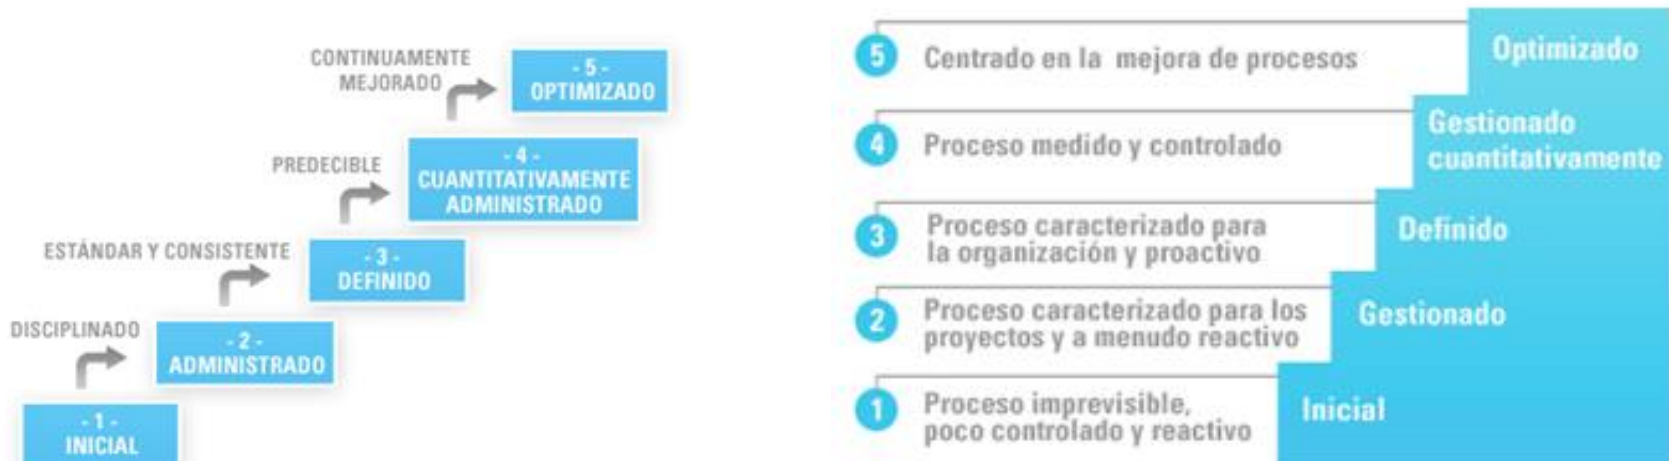 CONTINUAMENTE
MEJORADO
- 5 -
OPTIMIZADO
PREDECIBLE
- 4 -
CUANTITATIVAMENTE
ADMINISTRADO
ESTÁNDAR Y CONSISTENTE
- 3 -
DEFINIDO
DISCIPLINADO
- 2 -
ADMINISTRADO
- 1 -
INICIAL
5 Centrado en la mejora de procesos
Optimizado
4 Proceso medido y controlado
Gestionado
cuantitativamente
3 Proceso caracterizado para
la organización y proactivo
Definido
2 Proceso caracterizado para los
proyectos y a menudo reactivo
Gestionado
1 Proceso imprevisible,
poco controlado y reactivo
Inicial